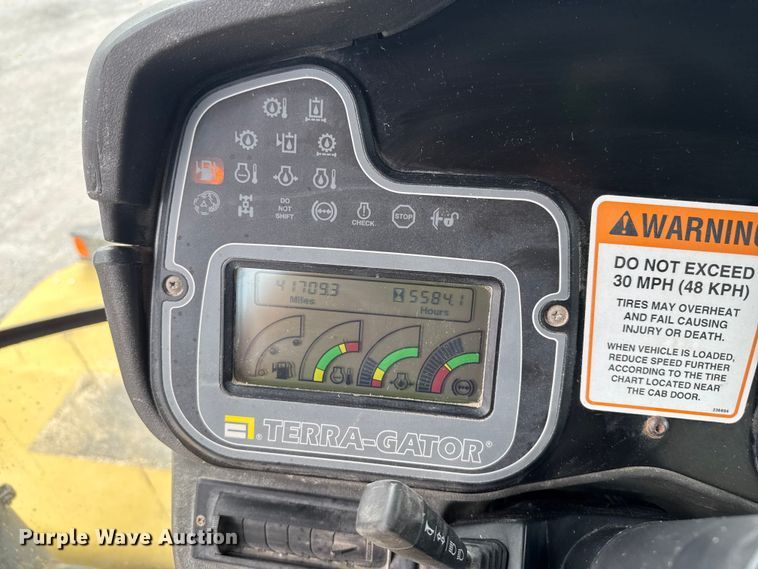 DO
NOT
SHIFT
CHECK
STOP
41709.3
Miles
5584.1
Hours
TERRA-GATOR®
WARNING
DO NOT EXCEED
30 MPH (48 KPH)
TIRES MAY OVERHEAT
AND FAIL CAUSING
INJURY OR DEATH.
WHEN VEHICLE IS LOADED,
REDUCE SPEED FURTHER
ACCORDING TO THE TIRE
CHART LOCATED NEAR
THE CAB DOOR.
Purple Wave Auction®